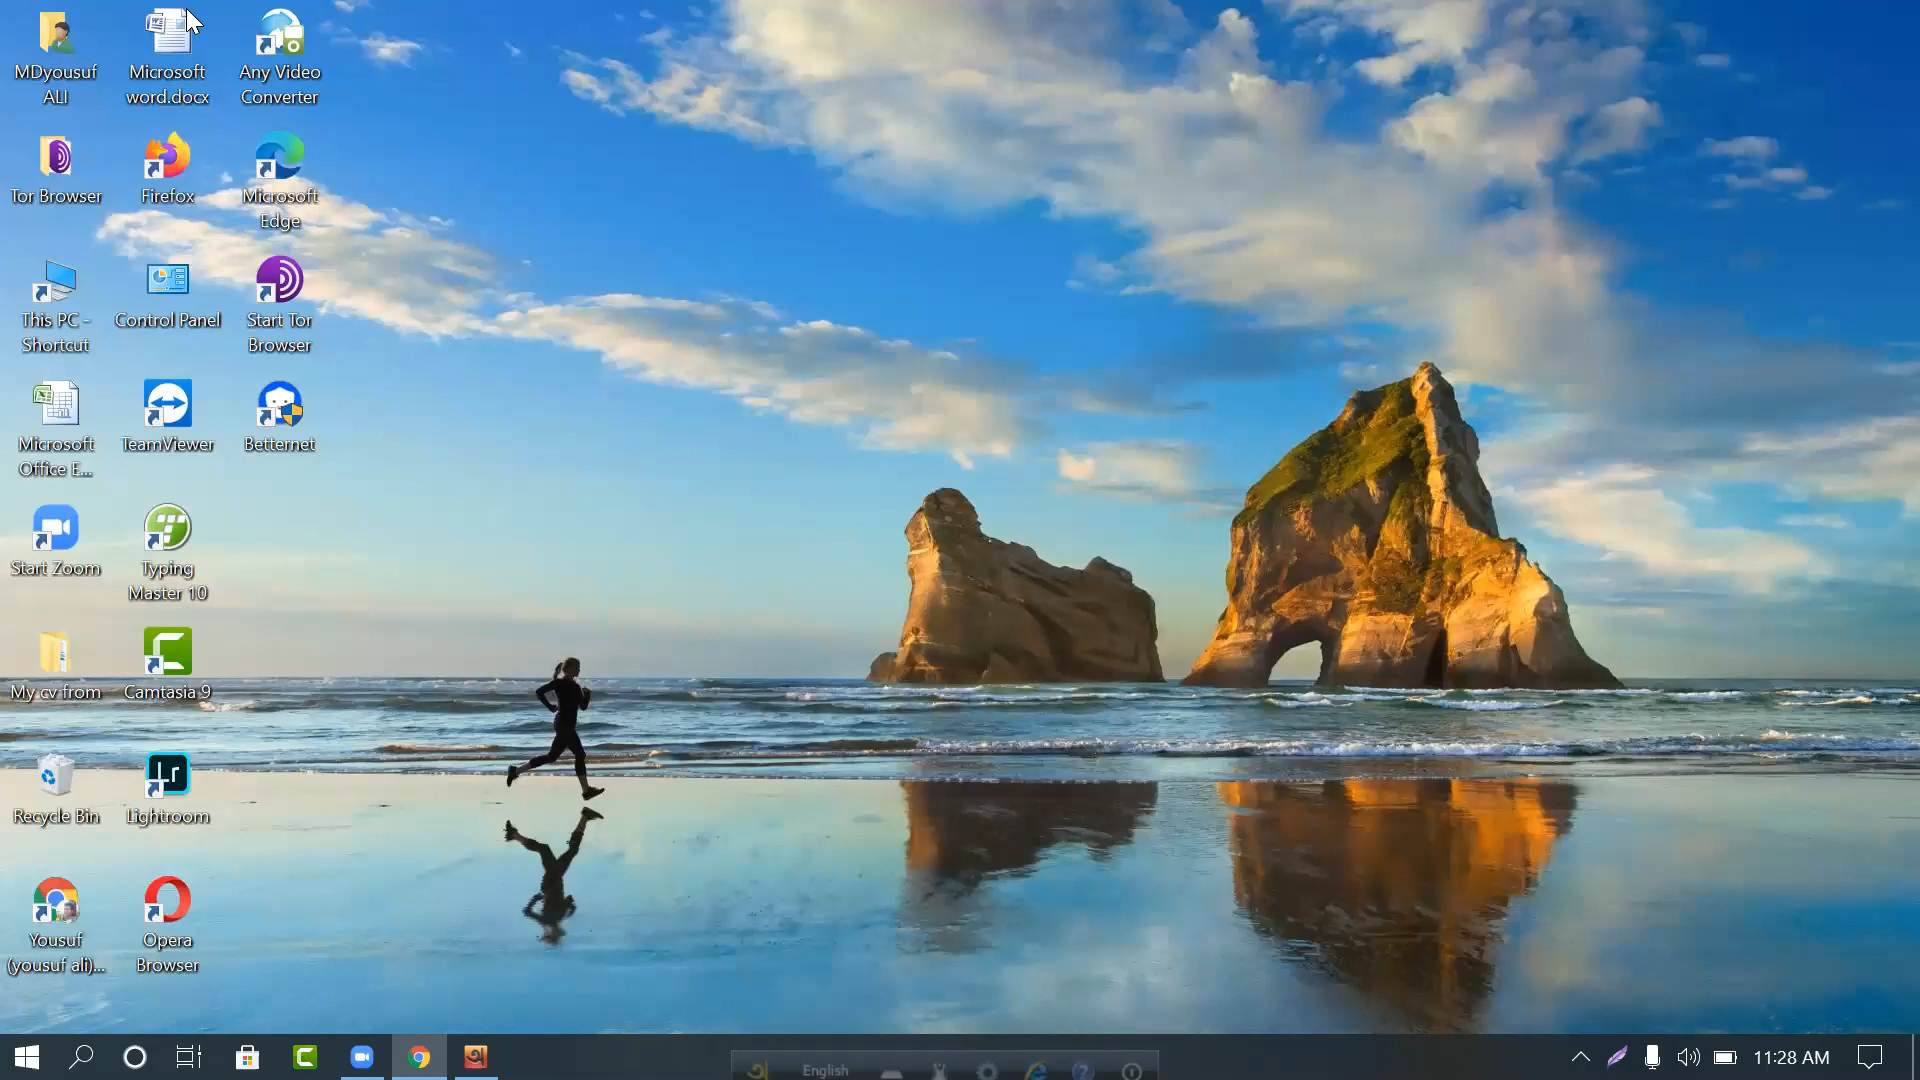 MDyousuf
ALI
Microsoft
word.docx
Any Video
Converter
Tor Browser
Firefox
Microsoft
Edge
This PC -
Shortcut
Control Panel
Start Tor
Browser
Microsoft
Office E...
TeamViewer
Betternet
Start Zoom
Typing
Master 10
My cv from
Camtasia 9
Recycle Bin
Lr
Lightroom
Yousuf
(yousuf ali)...
Opera
Browser
English
11:28 AM